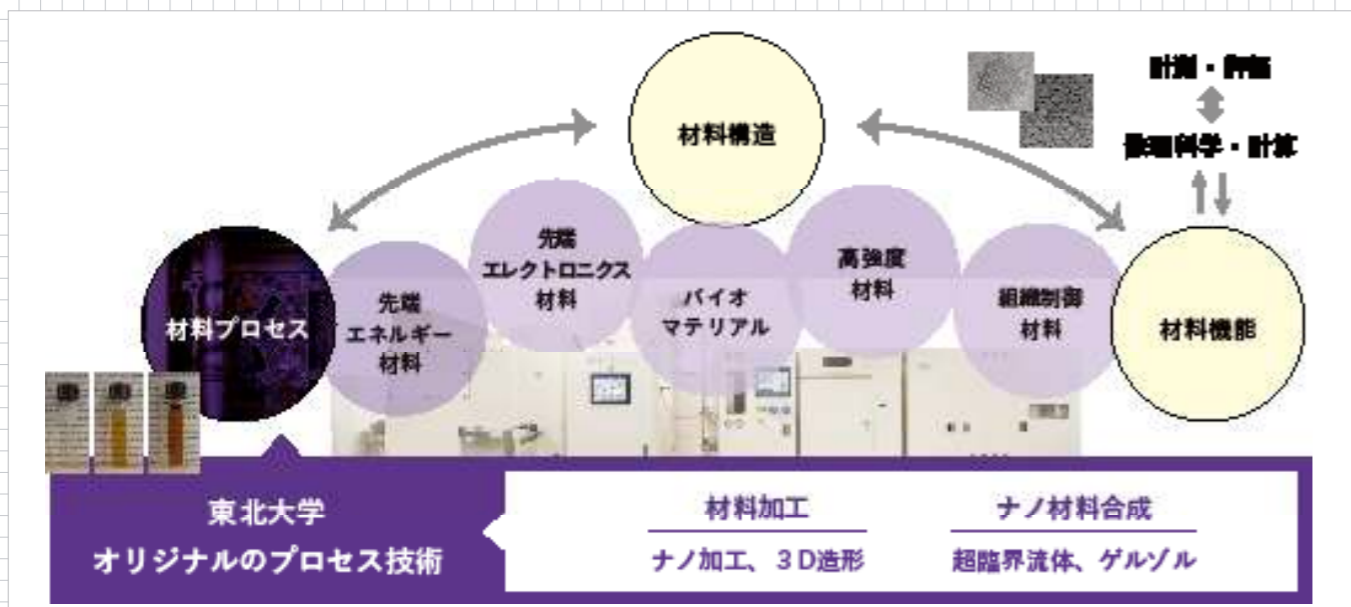 計測・評価
材料構造
数理科学・計算
先端
エレクトロニクス
材料
高強度
材料
バイオ
マテリアル
先端
エネルギー
材料
組織制御
材料
材料プロセス
材料機能
東北大学
オリジナルのプロセス技術
材料加工
ナノ加工、3D造形
ナノ材料合成
超臨界流体、ゲルゾル